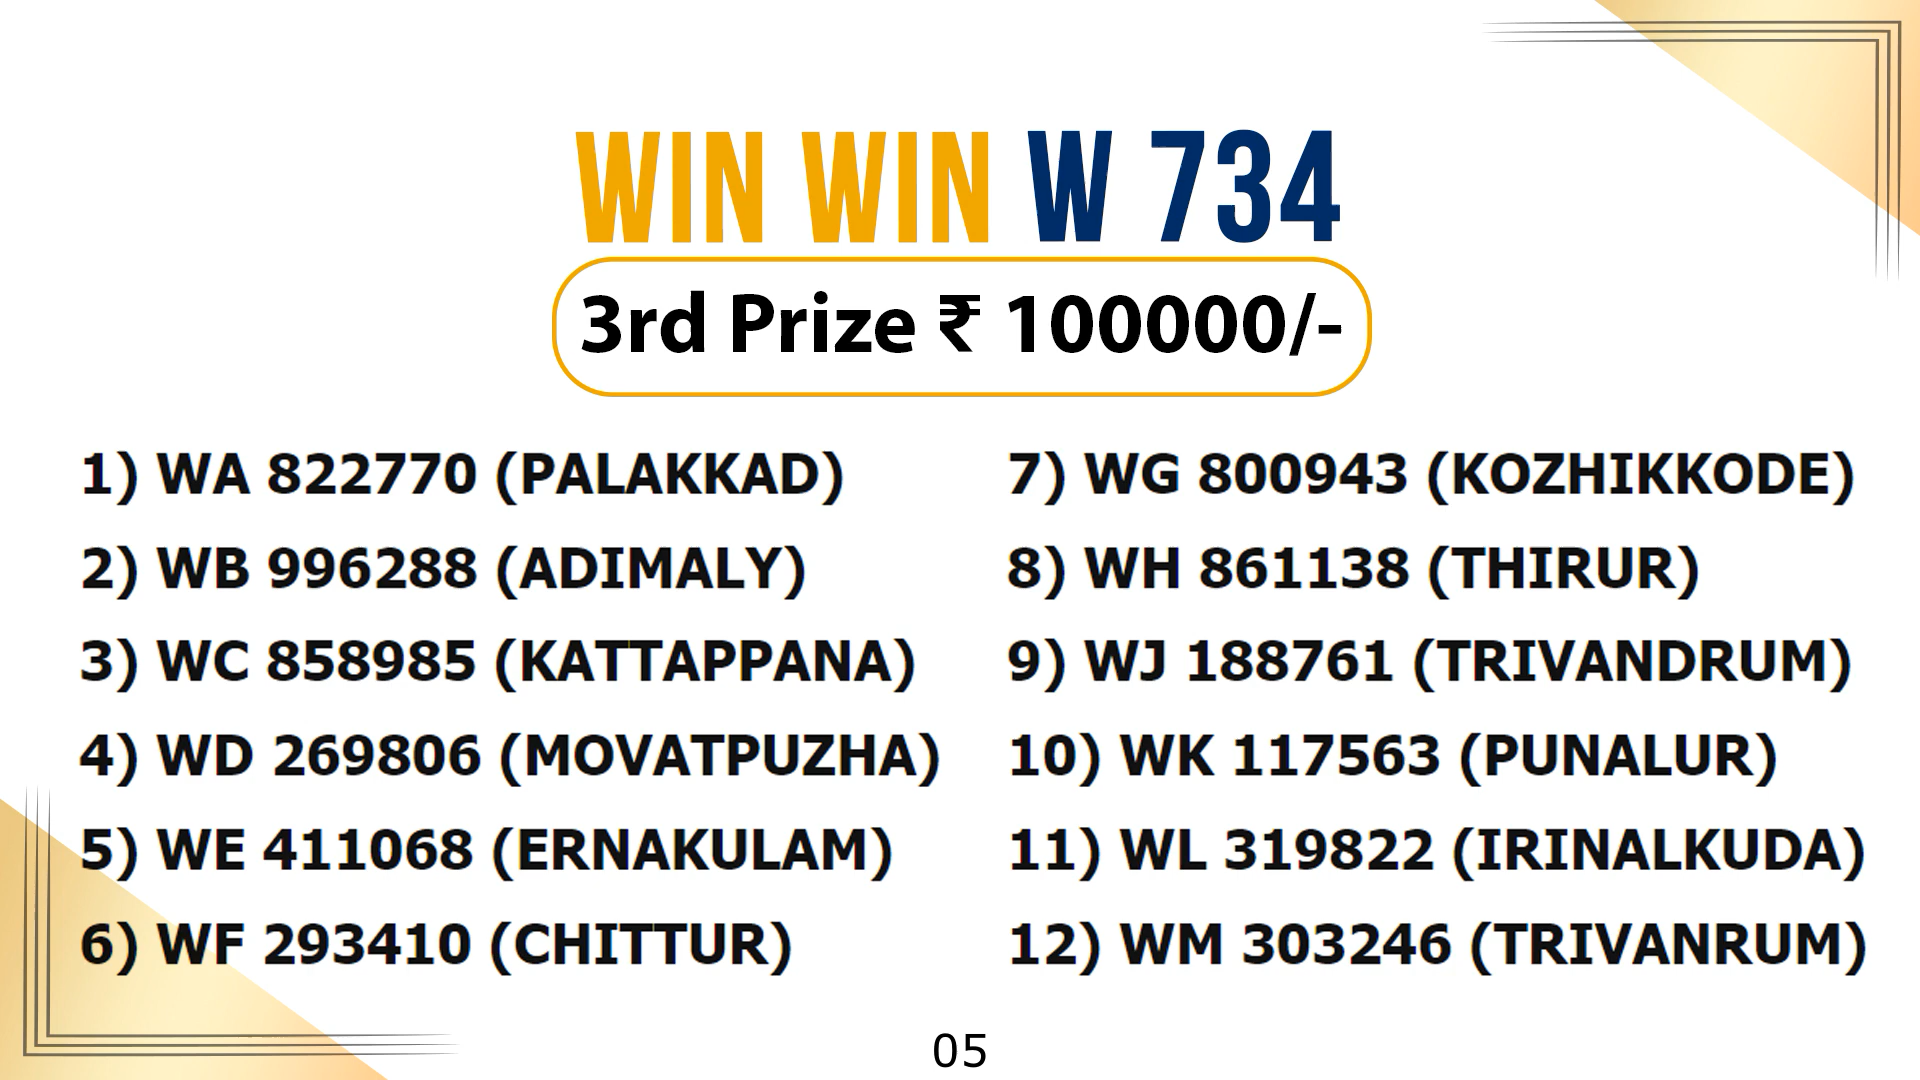 WIN WIN W 734
3rd Prize ₹ 100000/-
1) WA 822770 (PALAKKAD)
2) WB 996288 (ADIMALY)
3) WC 858985 (KATTAPPANA)
4) WD 269806 (MOVATPUZHA)
5) WE 411068 (ERNAKULAM)
6) WF 293410 (CHITTUR)
7) WG 800943 (KOZHIKKODE)
8) WH 861138 (THIRUR)
9) WJ 188761 (TRIVANDRUM)
10) WK 117563 (PUNALUR)
11) WL 319822 (IRINALKUDA)
12) WM 303246 (TRIVANRUM)
05